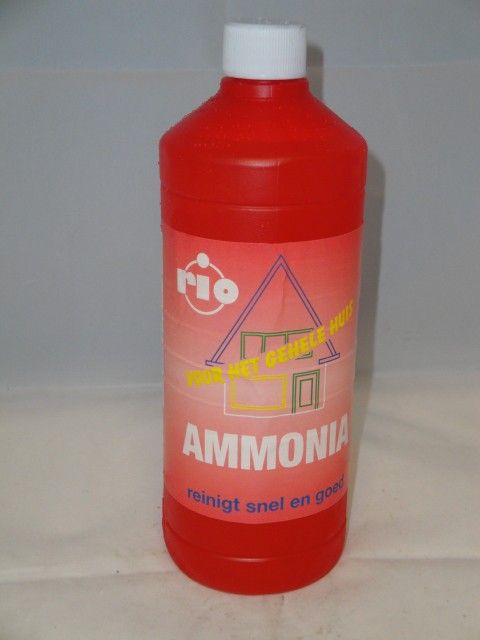 rio
VOOR HET GEHELE HUIS
AMMONIA
reinigt snel en goed